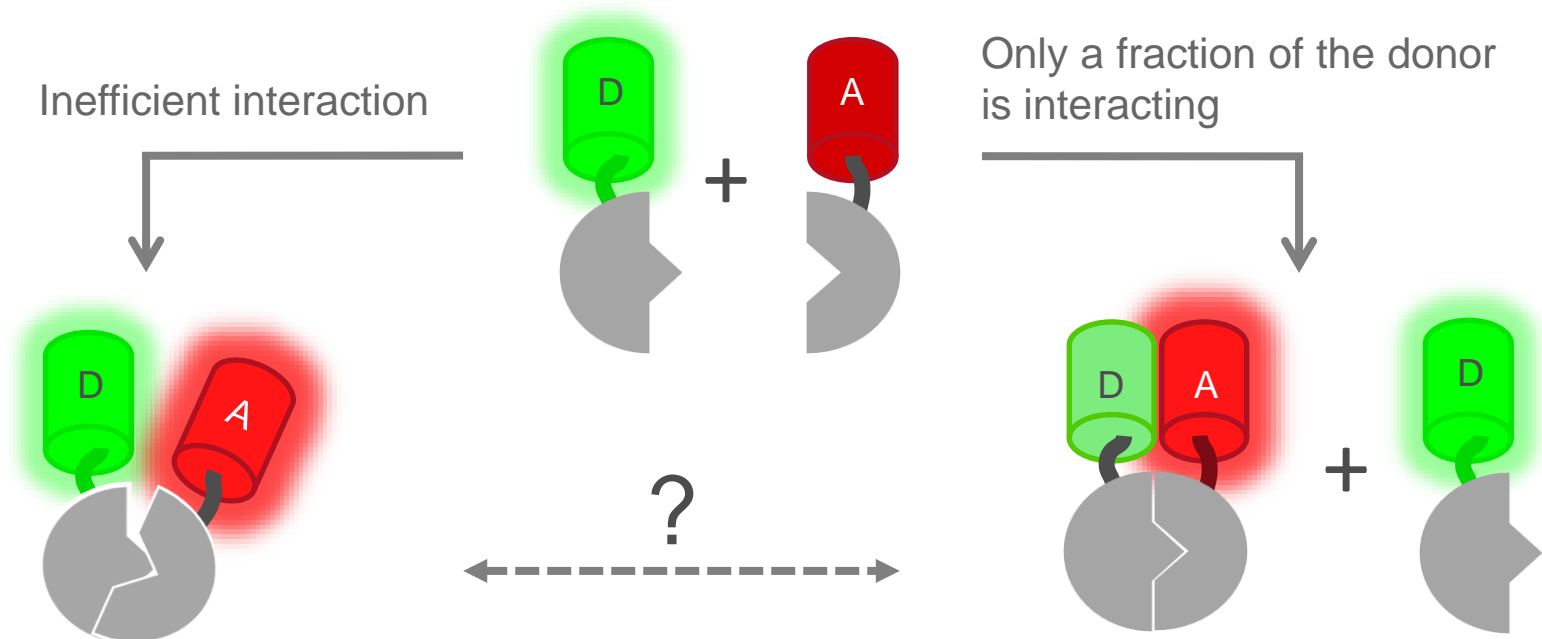 Inefficient interaction
D
+
A
Only a fraction of the donor
is interacting
D
A
?
D
A
+
D